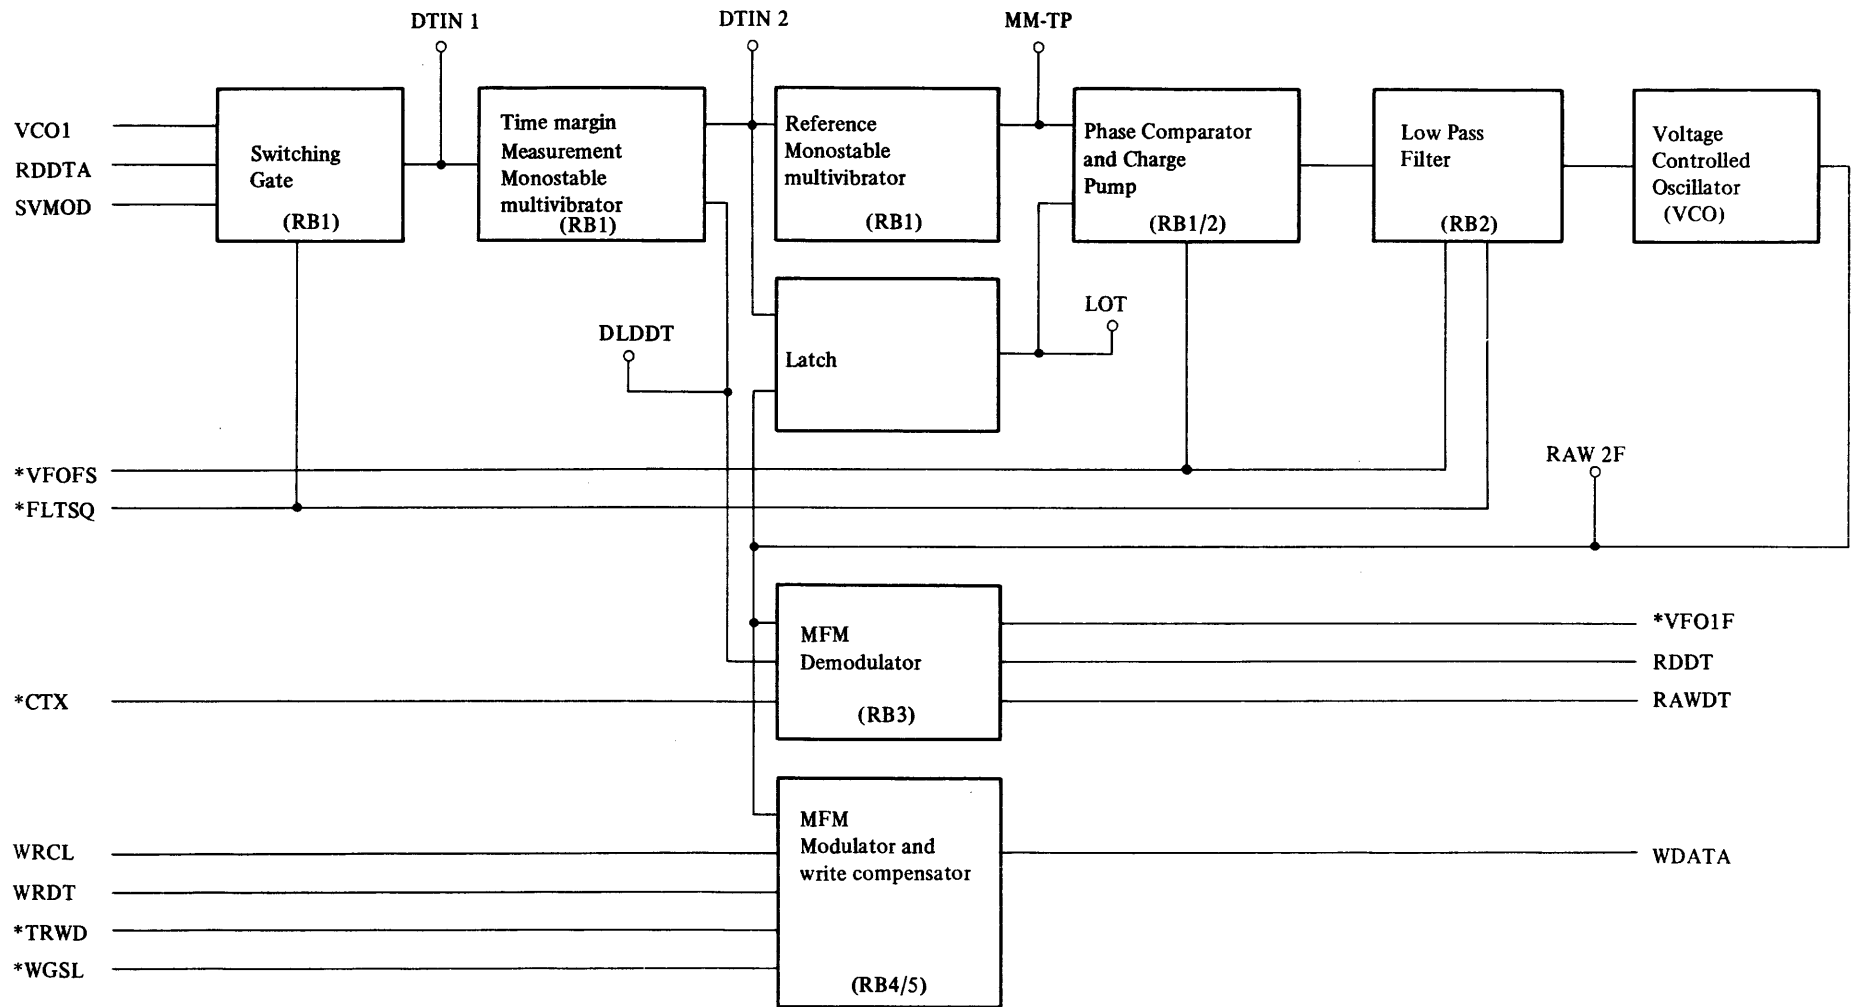 DTIN 1
DTIN 2
MM-TP
VCO1
RDDTA
SVMOD
Switching
Gate
(RB1)
Time margin
Measurement
Monostable
multivibrator
(RB1)
Reference
Monostable
multivibrator
(RB1)
Phase Comparator
and Charge
Pump
(RB1/2)
Low Pass
Filter
(RB2)
Voltage
Controlled
Oscillator
(VCO)
DLDDT
Latch
LOT
*VFOFS
*FLTSQ
RAW 2F
MFM
Demodulator
(RB3)
*VFO1F
RDDT
RAWDT
*CTX
MFM
Modulator and
write compensator
(RB4/5)
WRCL
WRDT
*TRWD
*WGSL
WDATA